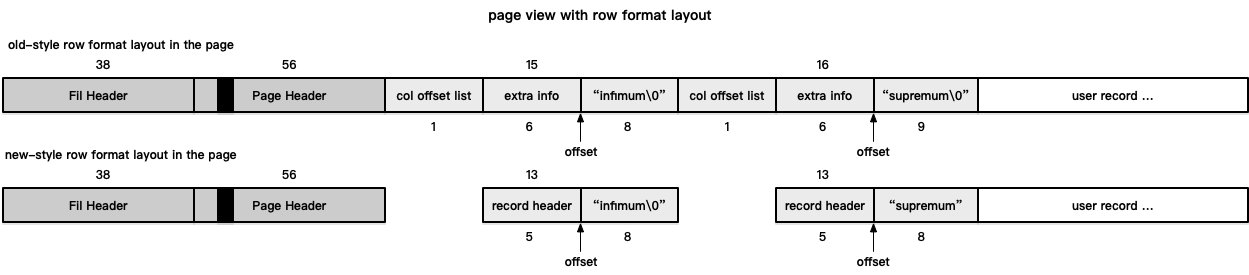 page view with row format layout
old-style row format layout in the page
38 56 15 16
Fil Header Page Header col offset list extra info “infimum\0” col offset list extra info “supremum\0” user record ...
1 6 8 1 6 9
offset offset
new-style row format layout in the page
38 56 13 13
Fil Header Page Header record header “infimum\0” record header “supremum” user record ...
5 8 5 8
offset offset